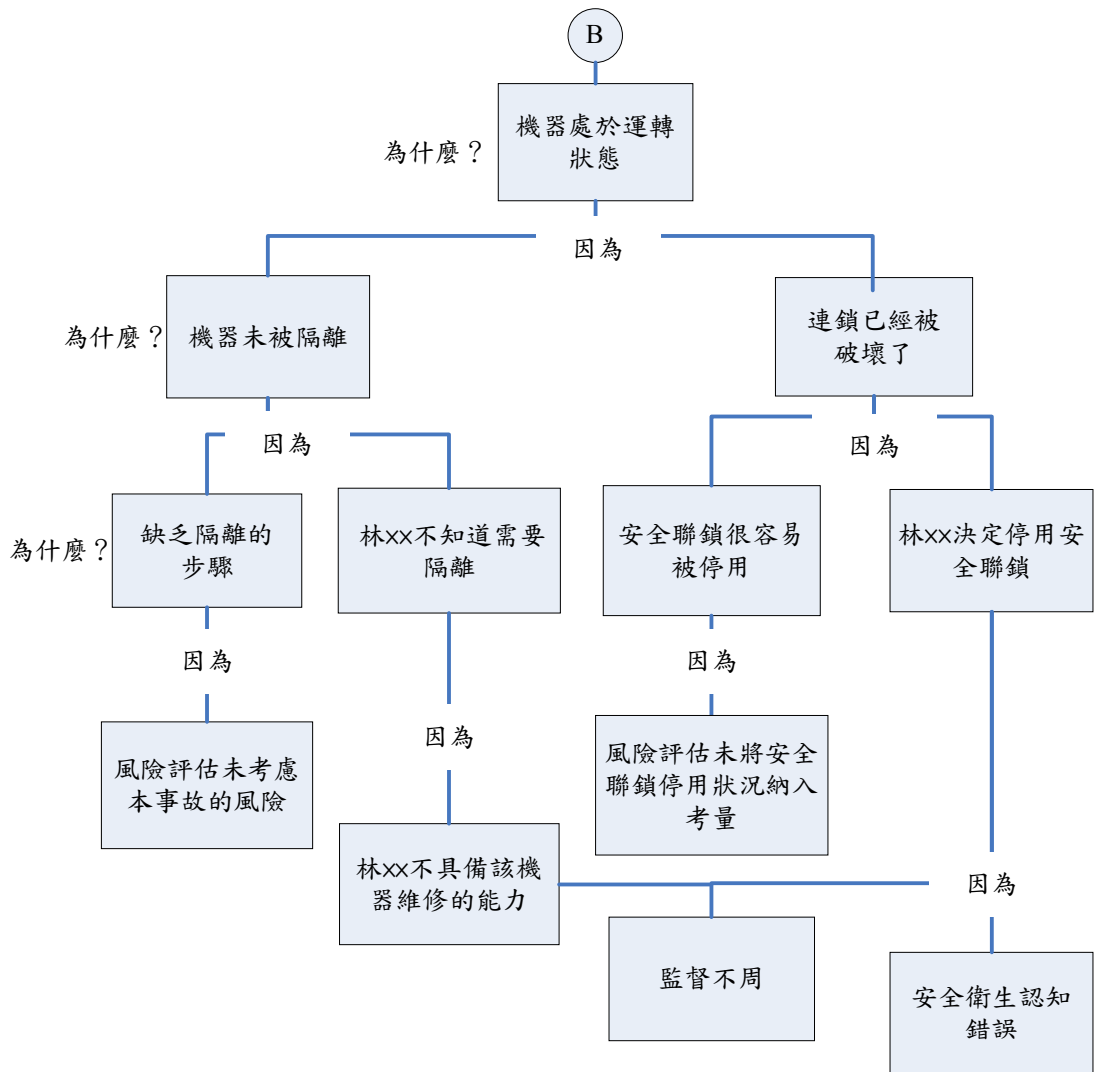 B
機器處於運轉
狀態
為什麼？
因為
為什麼？
機器未被隔離
連鎖已經被
破壞了
因為
因為
為什麼？
缺乏隔離的
步驟
林xx不知道需要
隔離
安全聯鎖很容易
被停用
林xx決定停用安
全聯鎖
因為
因為
因為
風險評估未考慮
本事故的風險
風險評估未將安全
聯鎖停用狀況納入
考量
林xx不具備該機
器維修的能力
因為
監督不周
安全衛生認知
錯誤